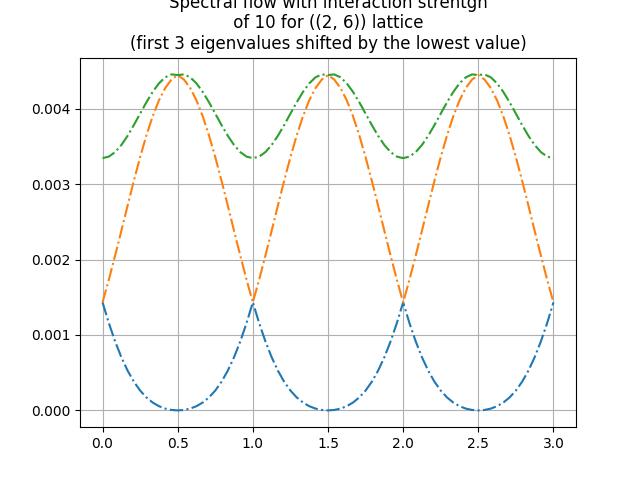 Spectral flow with interaction strentgh
of 10 for ((2, 6)) lattice
(first 3 eigenvalues shifted by the lowest value)
0.004
0.003
0.002
0.001
0.000
0.0 0.5 1.0 1.5 2.0 2.5 3.0